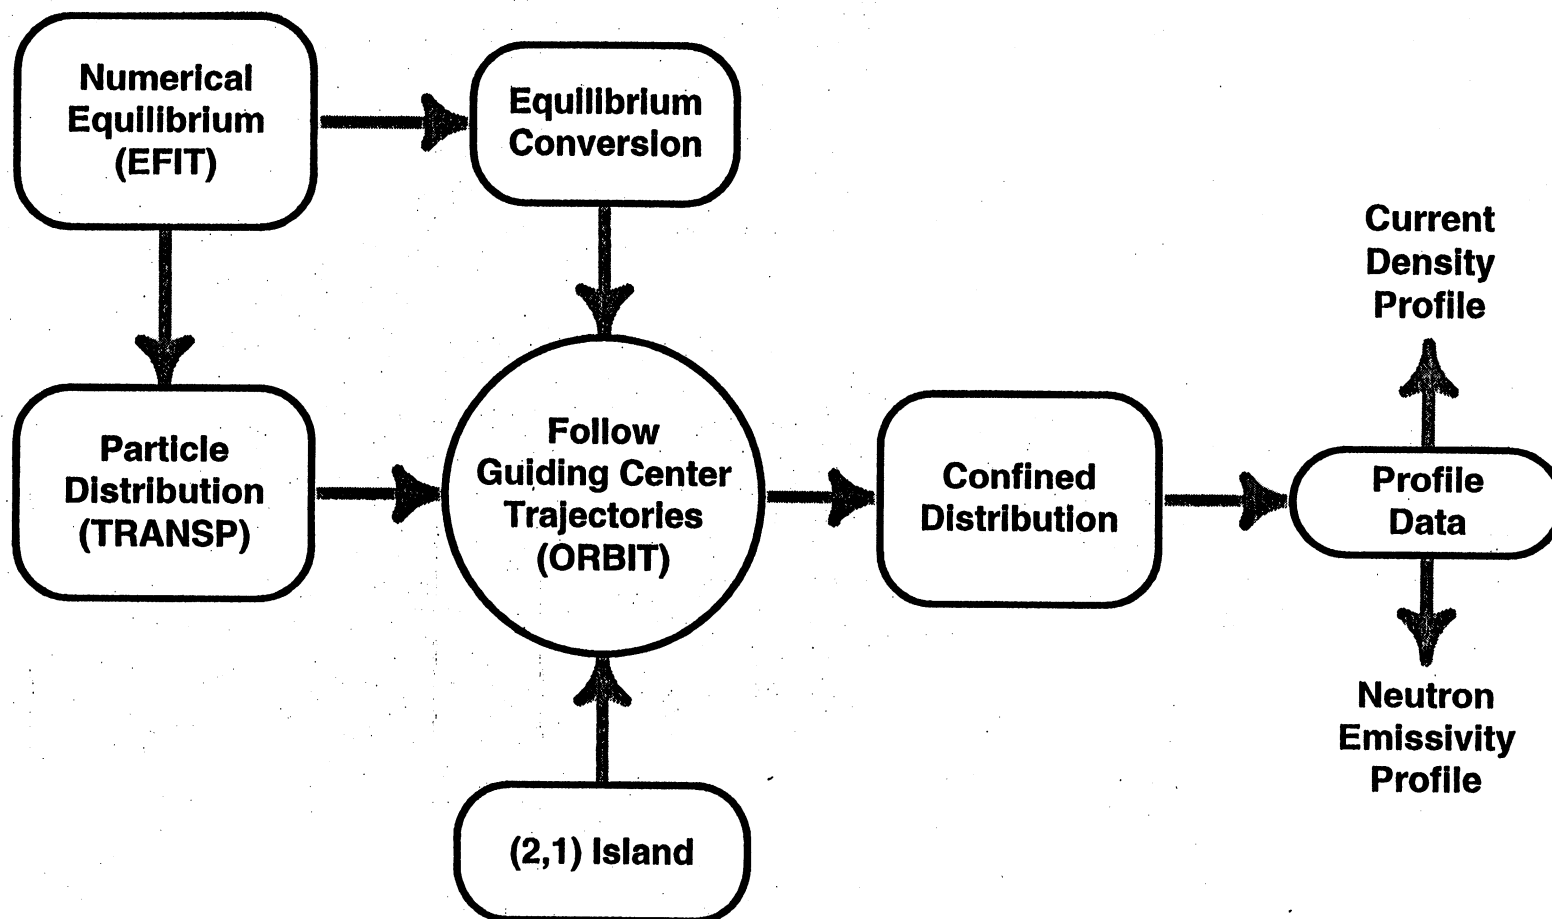 Numerical
Equilibrium
(EFIT)
Equilibrium
Conversion
Current
Density
Profile
Particle
Distribution
(TRANSP)
Follow
Guiding Center
Trajectories
(ORBIT)
Confined
Distribution
Profile
Data
Neutron
Emissivity
Profile
(2,1) Island